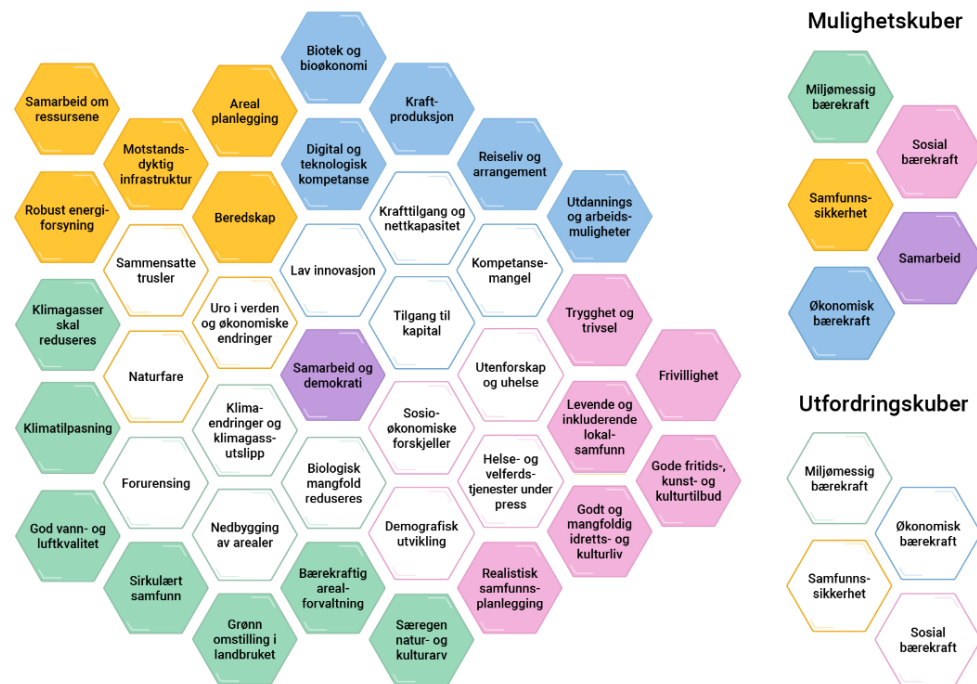 Biotek og
bioøkonomi
Samarbeid om
ressursene
Areal
planlegging
Kraft-
produksjon
Motstands-
dyktig
infrastruktur
Digital og
teknologisk
kompetanse
Reiseliv og
arrangement
Robust energi-
forsyning
Beredskap
Krafttilgang og
nettkapasitet
Utdannings
og arbeids-
muligheter
Sammensatte
trusler
Lav innovasjon
Kompetanse-
mangel
Klimagasser
skal
reduseres
Uro i verden
og økonomiske
endringer
Tilgang til
kapital
Trygghet og
trivsel
Naturfare
Samarbeid og
demokrati
Utenforskap
og uhelse
Frivillighet
Klimatilpasning
Klima-
endringer og
klimagass-
utslipp
Sosio-
økonomiske
forskjeller
Levende og
inkluderende
lokal-
samfunn
Forurensing
Biologisk
mangfold
reduseres
Helse- og
velferds-
tjenester under
press
Gode fritids-,
kunst- og
kulturtilbud
God vann- og
luftkvalitet
Nedbygging
av arealer
Demografisk
utvikling
Godt og
mangfoldig
idretts- og
kulturliv
Sirkulært
samfunn
Bærekraftig
areal-
forvaltning
Realistisk
samfunns-
planlegging
Grønn
omstilling i
landbruket
Særegen
natur- og
kulturarv
Mulighetskuber
Miljømessig
bærekraft
Sosial
bærekraft
Samfunns-
sikkerhet
Samarbeid
Økonomisk
bærekraft
Utfordringskuber
Miljømessig
bærekraft
Økonomisk
bærekraft
Samfunns-
sikkerhet
Sosial
bærekraft